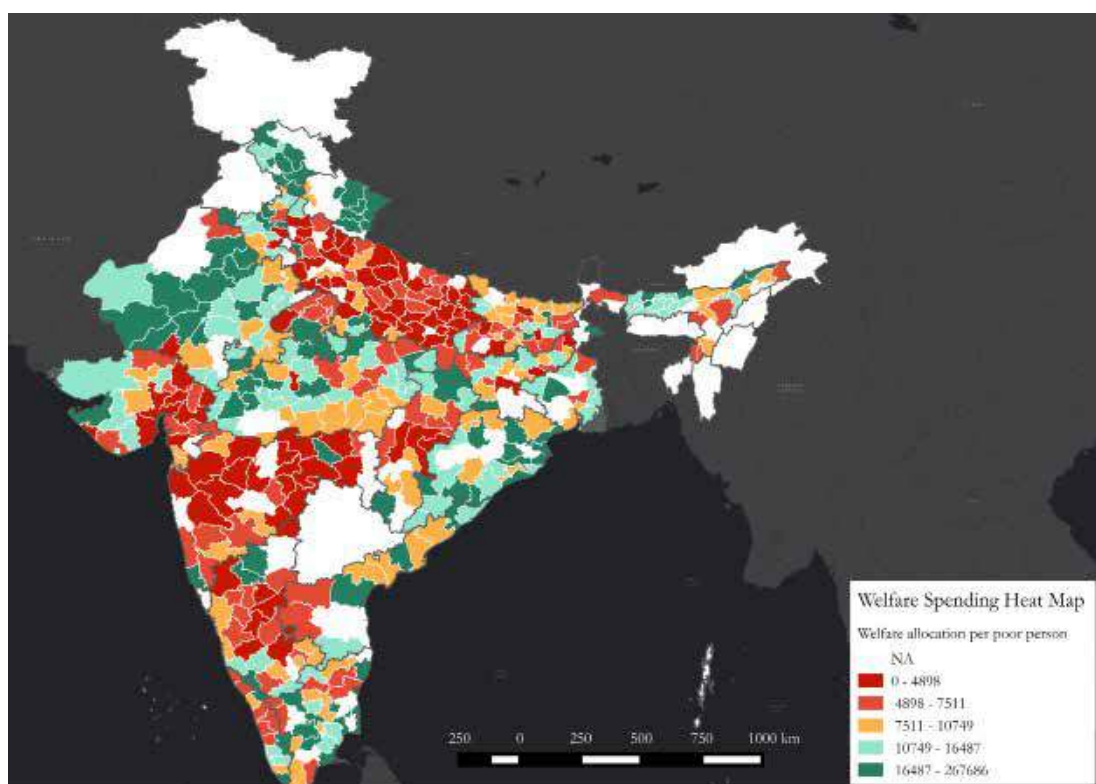 Welfare Spending Heat Map
Welfare allocation per poor person
NA
0 - 4898
4898 - 7511
7511 - 10749
10749 - 16487
16487 - 267686
250 0 250 500 750 1000 km